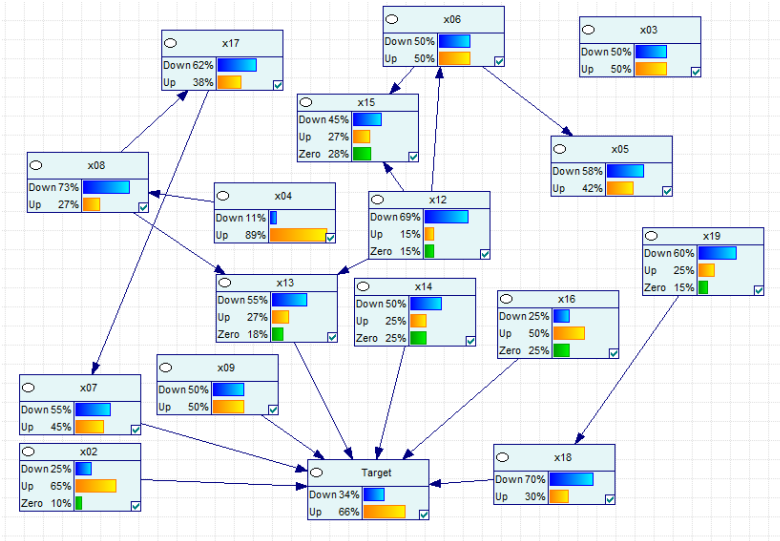 x06
Down 50%
Up 50%
x03
Down 50%
Up 50%
x17
Down 62%
Up 38%
x15
Down 45%
Up 27%
Zero 28%
x05
Down 58%
Up 42%
x08
Down 73%
Up 27%
x04
Down 11%
Up 89%
x12
Down 69%
Up 15%
Zero 15%
x19
Down 60%
Up 25%
Zero 15%
x13
Down 55%
Up 27%
Zero 18%
x14
Down 50%
Up 25%
Zero 25%
x16
Down 25%
Up 50%
Zero 25%
x09
Down 50%
Up 50%
x07
Down 55%
Up 45%
x02
Down 25%
Up 65%
Zero 10%
Target
Down 34%
Up 66%
x18
Down 70%
Up 30%